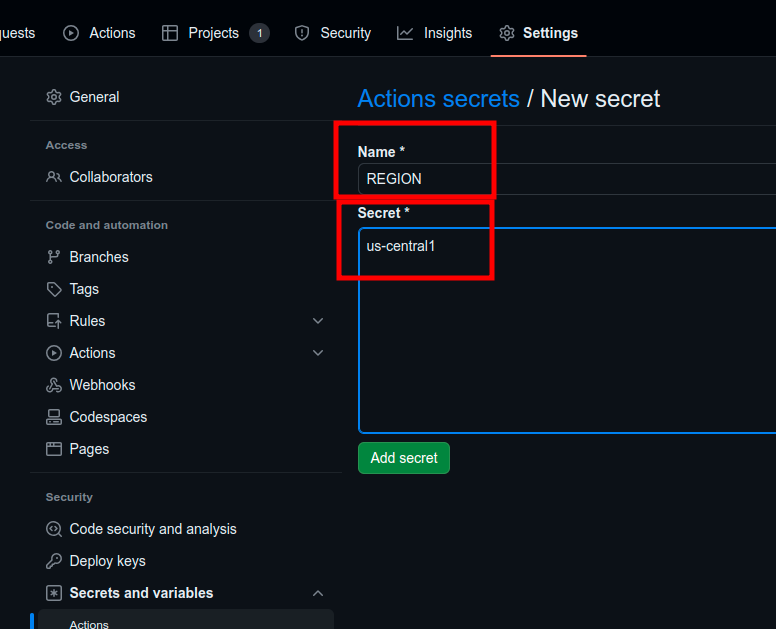 Actions Projects 1 Security Insights Settings
General
Access
Collaborators
Code and automation
Branches
Tags
Rules
Actions
Webhooks
Codespaces
Pages
Security
Code security and analysis
Deploy keys
Secrets and variables
Actions
Actions secrets / New secret
Name *
REGION
Secret *
us-central1
Add secret